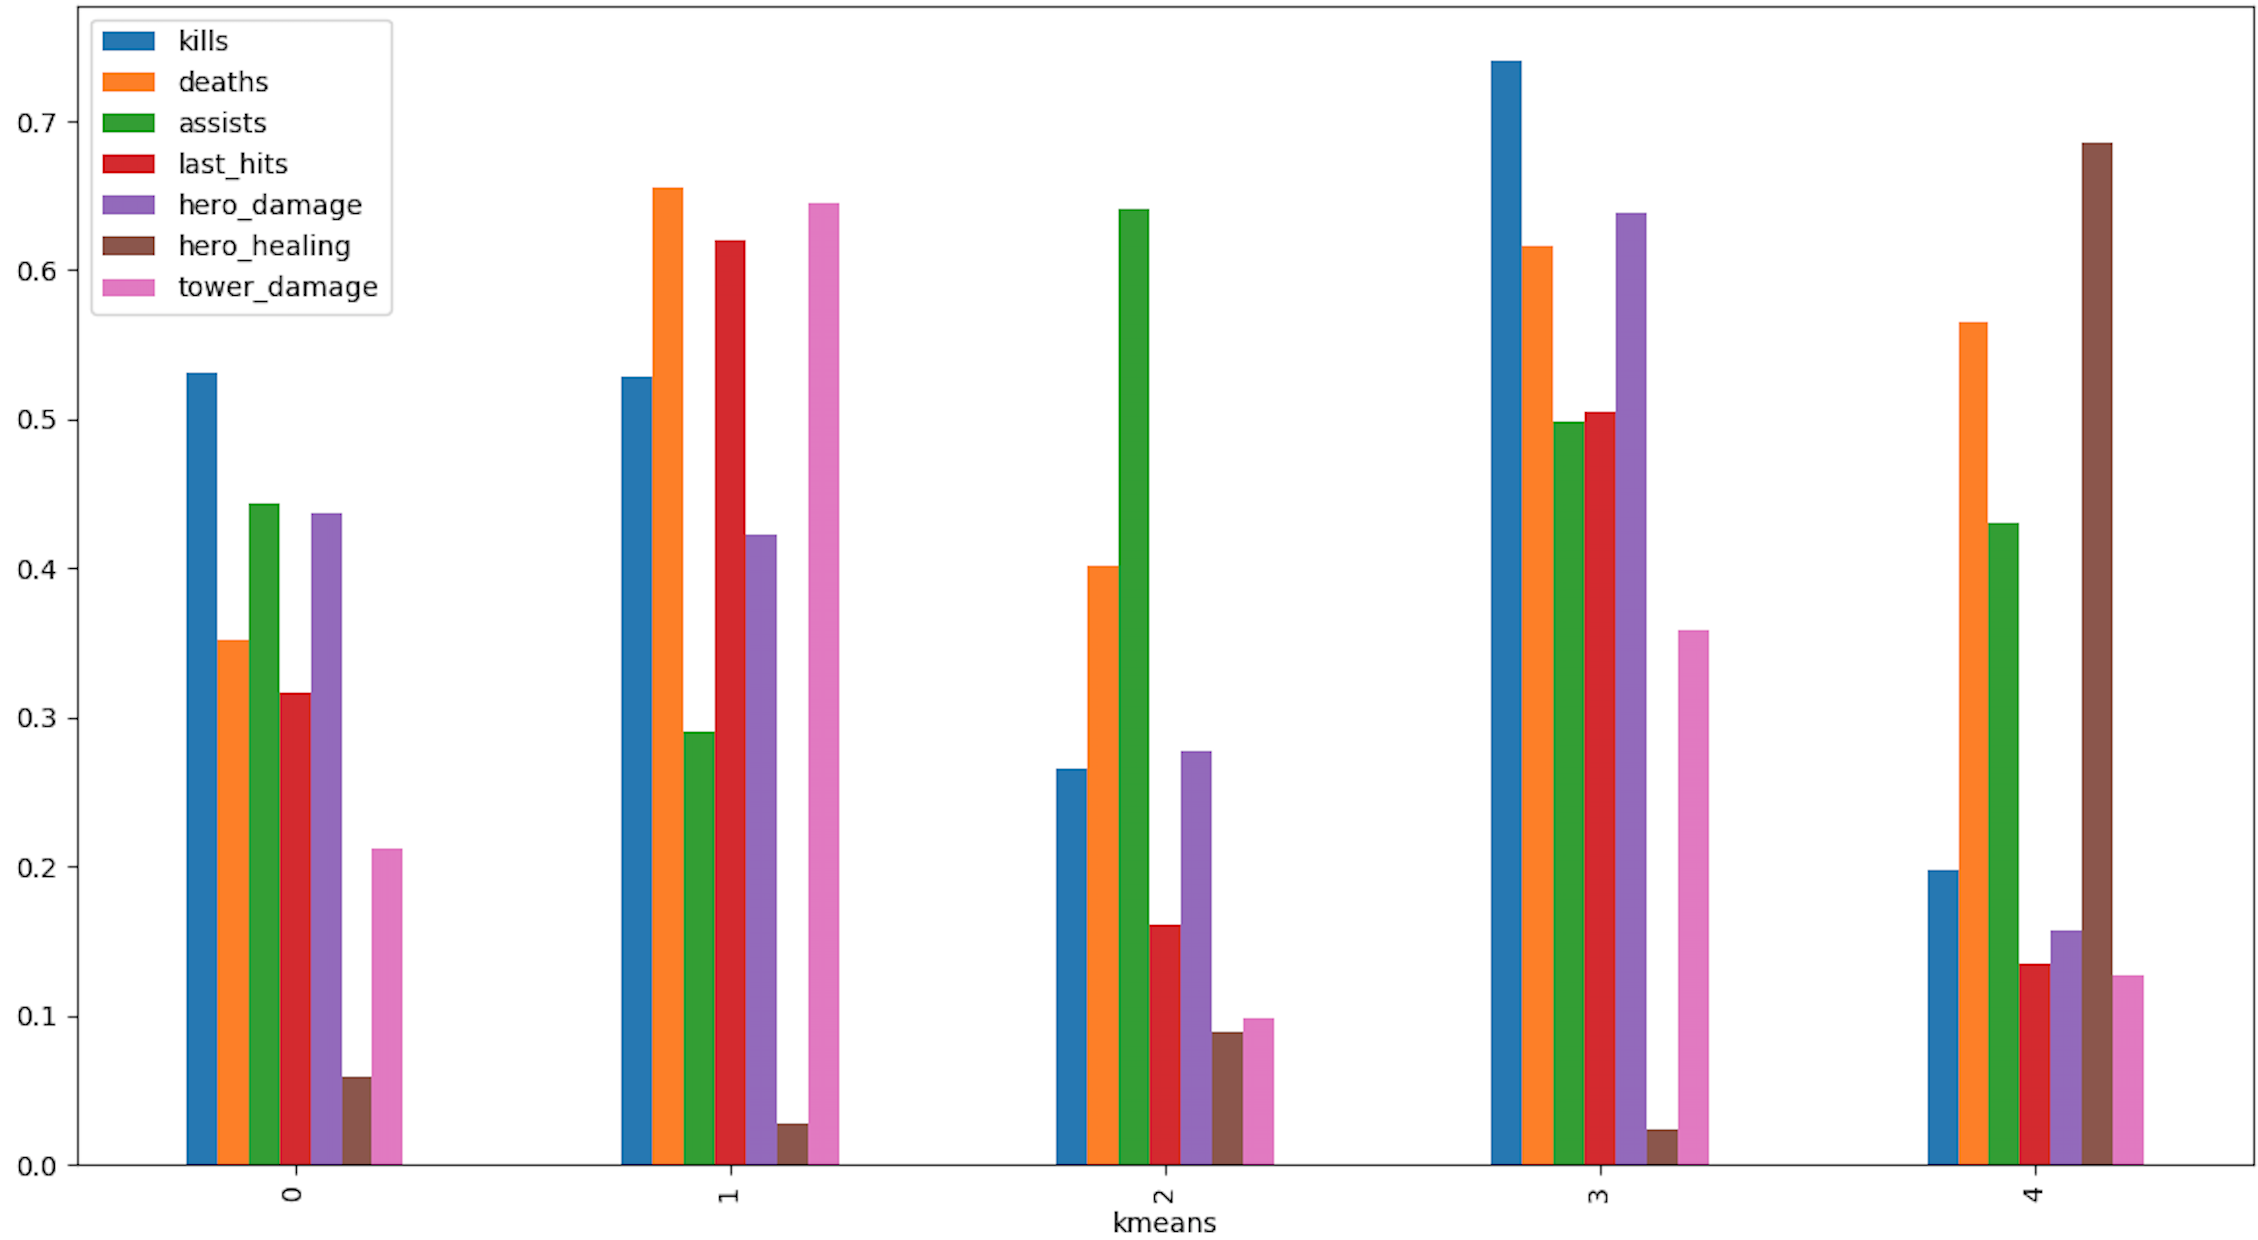 kills
deaths
assists
last_hits
hero_damage
hero_healing
tower_damage
0.7
0.6
0.5
0.4
0.3
0.2
0.1
0.0
0 1 2 3 4
kmeans